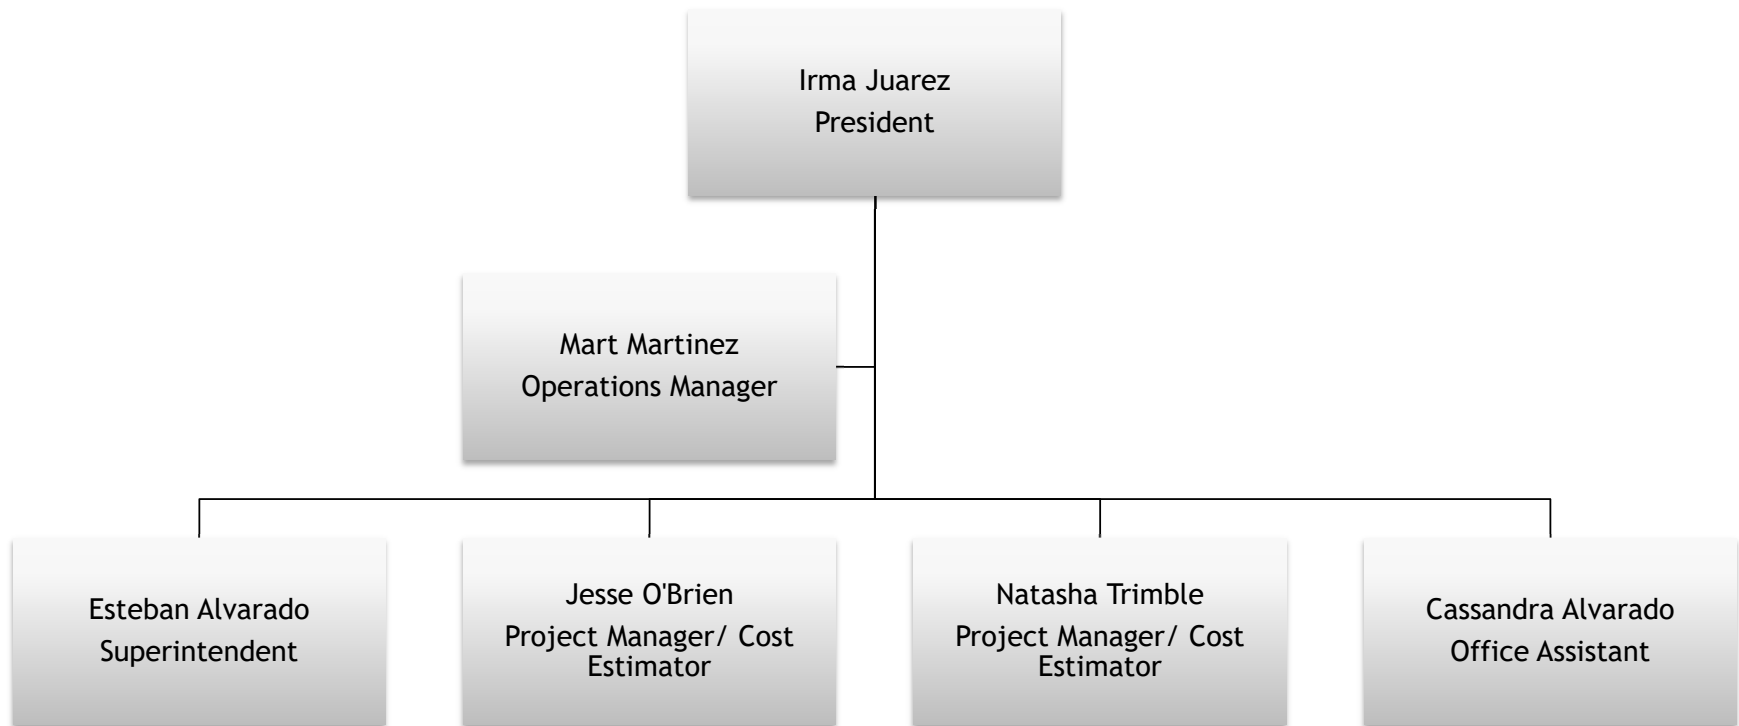 Irma Juarez
President
Mart Martinez
Operations Manager
Esteban Alvarado
Superintendent
Jesse O'Brien
Project Manager/ Cost
Estimator
Natasha Trimble
Project Manager/ Cost
Estimator
Cassandra Alvarado
Office Assistant